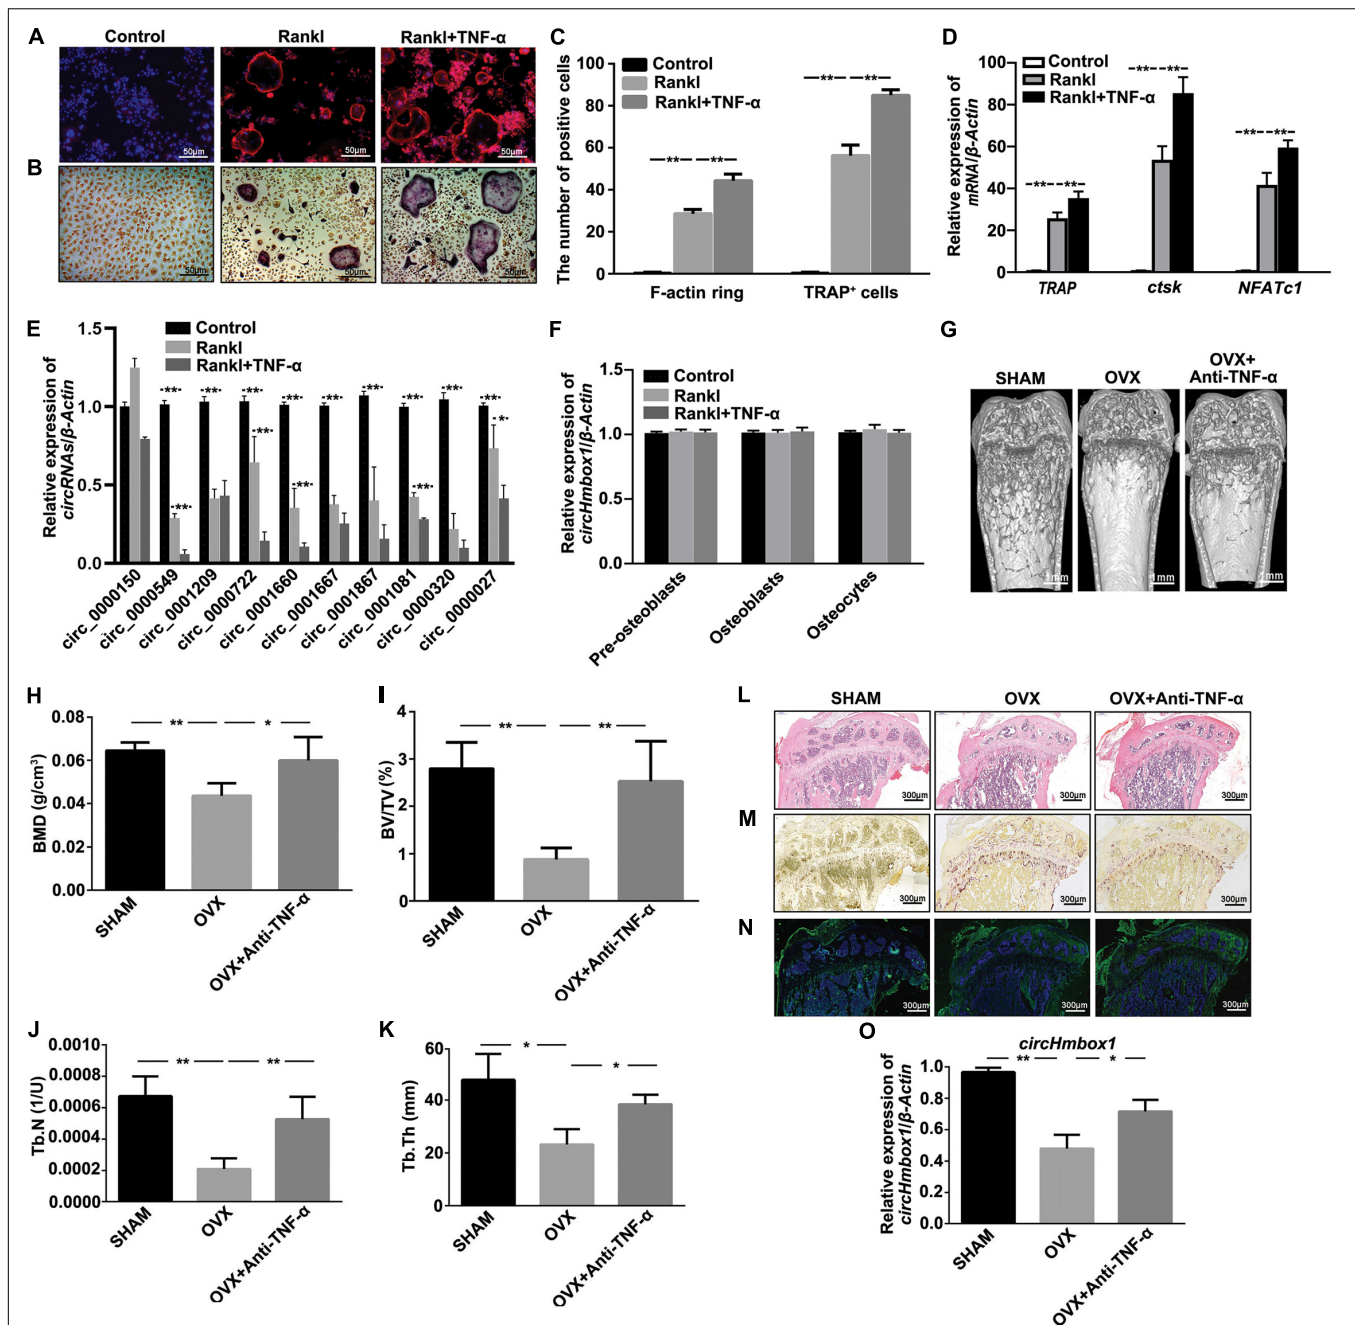 A
Control
Rankl
Rankl+TNF-α
50μm
50μm
50μm
B
50μm
50μm
50μm
C
The number of positive cells
100
80
60
40
20
0
Control
Rankl
Rankl+TNF-α
** **
** **
F-actin ring
TRAP+ cells
D
Relative expression of
mRNA/β-Actin
100
80
60
40
20
0
Control
Rankl
Rankl+TNF-α
** **
** **
** **
TRAP
ctsk
NFATc1
E
Relative expression of
circRNAs/β-Actin
1.5
1.0
0.5
0.0
Control
Rankl
Rankl+TNF-α
** ** ** ** ** ** ** ** **
** ** ** ** *
circ_0000150
circ_0000549
circ_0001209
circ_0000722
circ_0001660
circ_0001667
circ_0001867
circ_0001081
circ_0000320
circ_0000027
F
Relative expression of
circHmbox1/β-Actin
1.5
1.0
0.5
0.0
Control
Rankl
Rankl+TNF-α
Pre-osteoblasts
Osteoblasts
Osteocytes
G
SHAM
OVX
OVX+
Anti-TNF-α
1mm
1mm
1mm
H
BMD (g/cm³)
0.08
0.06
0.04
0.02
0.00
** *
SHAM
OVX
OVX+Anti-TNF-α
I
BV/TV (%)
4
3
2
1
0
** **
SHAM
OVX
OVX+Anti-TNF-α
L
SHAM
OVX
OVX+Anti-TNF-α
300μm
300μm
300μm
M
300μm
300μm
300μm
N
300μm
300μm
300μm
J
Tb.N (1/U)
0.0010
0.0008
0.0006
0.0004
0.0002
0.0000
** **
SHAM
OVX
OVX+Anti-TNF-α
K
Tb.Th (mm)
60
40
20
0
* *
SHAM
OVX
OVX+Anti-TNF-α
O
circHmbox1
Relative expression of
circHmbox1/β-Actin
1.0
0.8
0.6
0.4
0.2
0.0
** *
SHAM
OVX
OVX+Anti-TNF-α